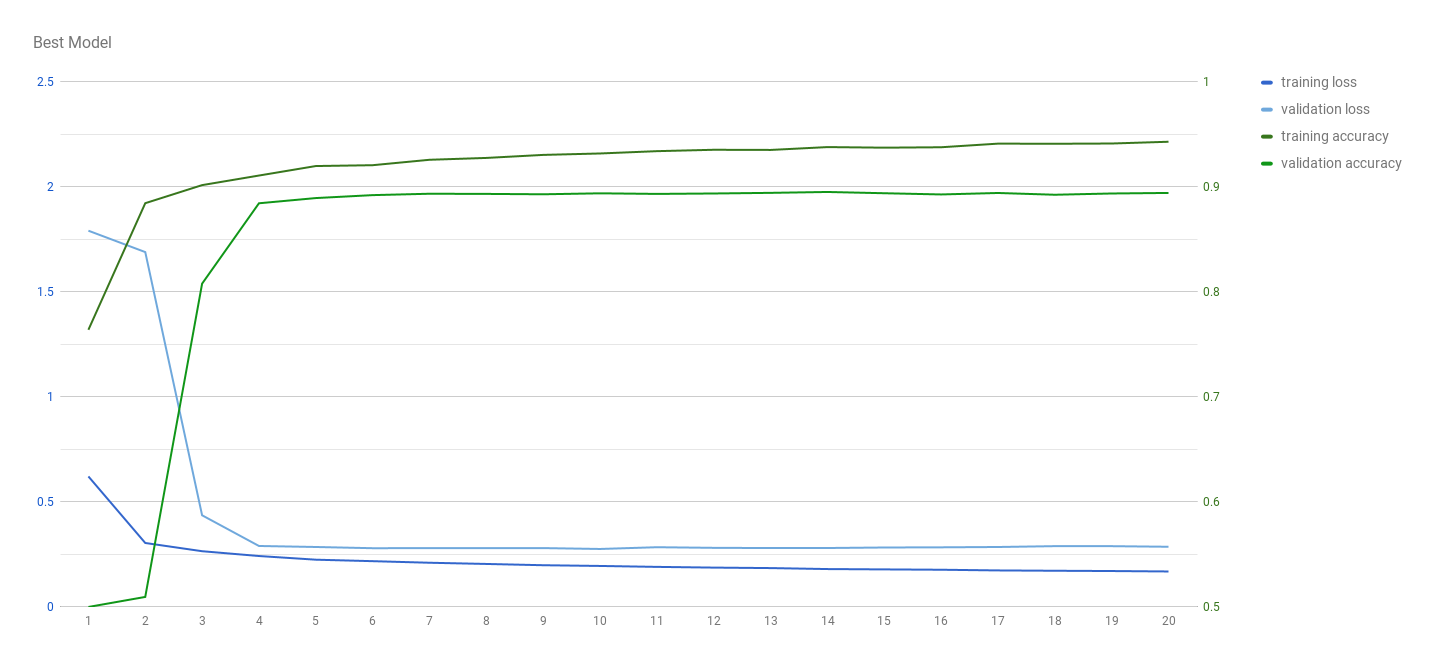 Best Model
2.5
2
1.5
1
0.5
0
1
0.9
0.8
0.7
0.6
0.5
1 2 3 4 5 6 7 8 9 10 11 12 13 14 15 16 17 18 19 20
training loss
validation loss
training accuracy
validation accuracy